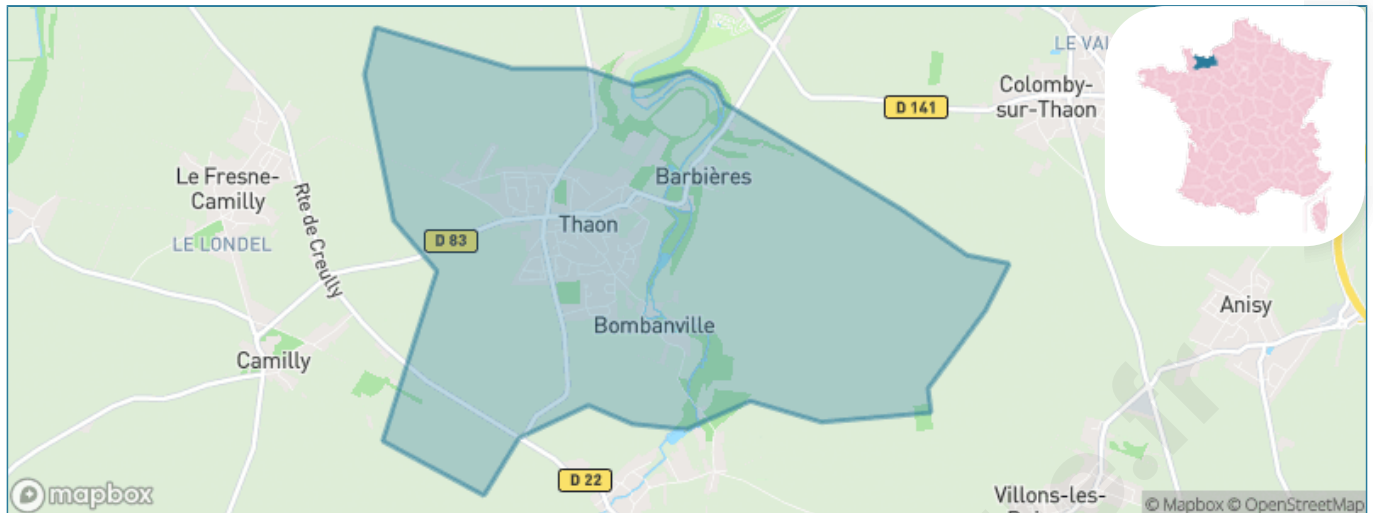 LE VAL
Colomby-
sur-Thaon
D 141
Le Fresne-
Camilly
Barbières
Rte de Creully
Thaon
D 83
LE LONDEL
Anisy
Bombanville
Camilly
D 22
Villons-les-
mapbox
© Mapbox © OpenStreetMap